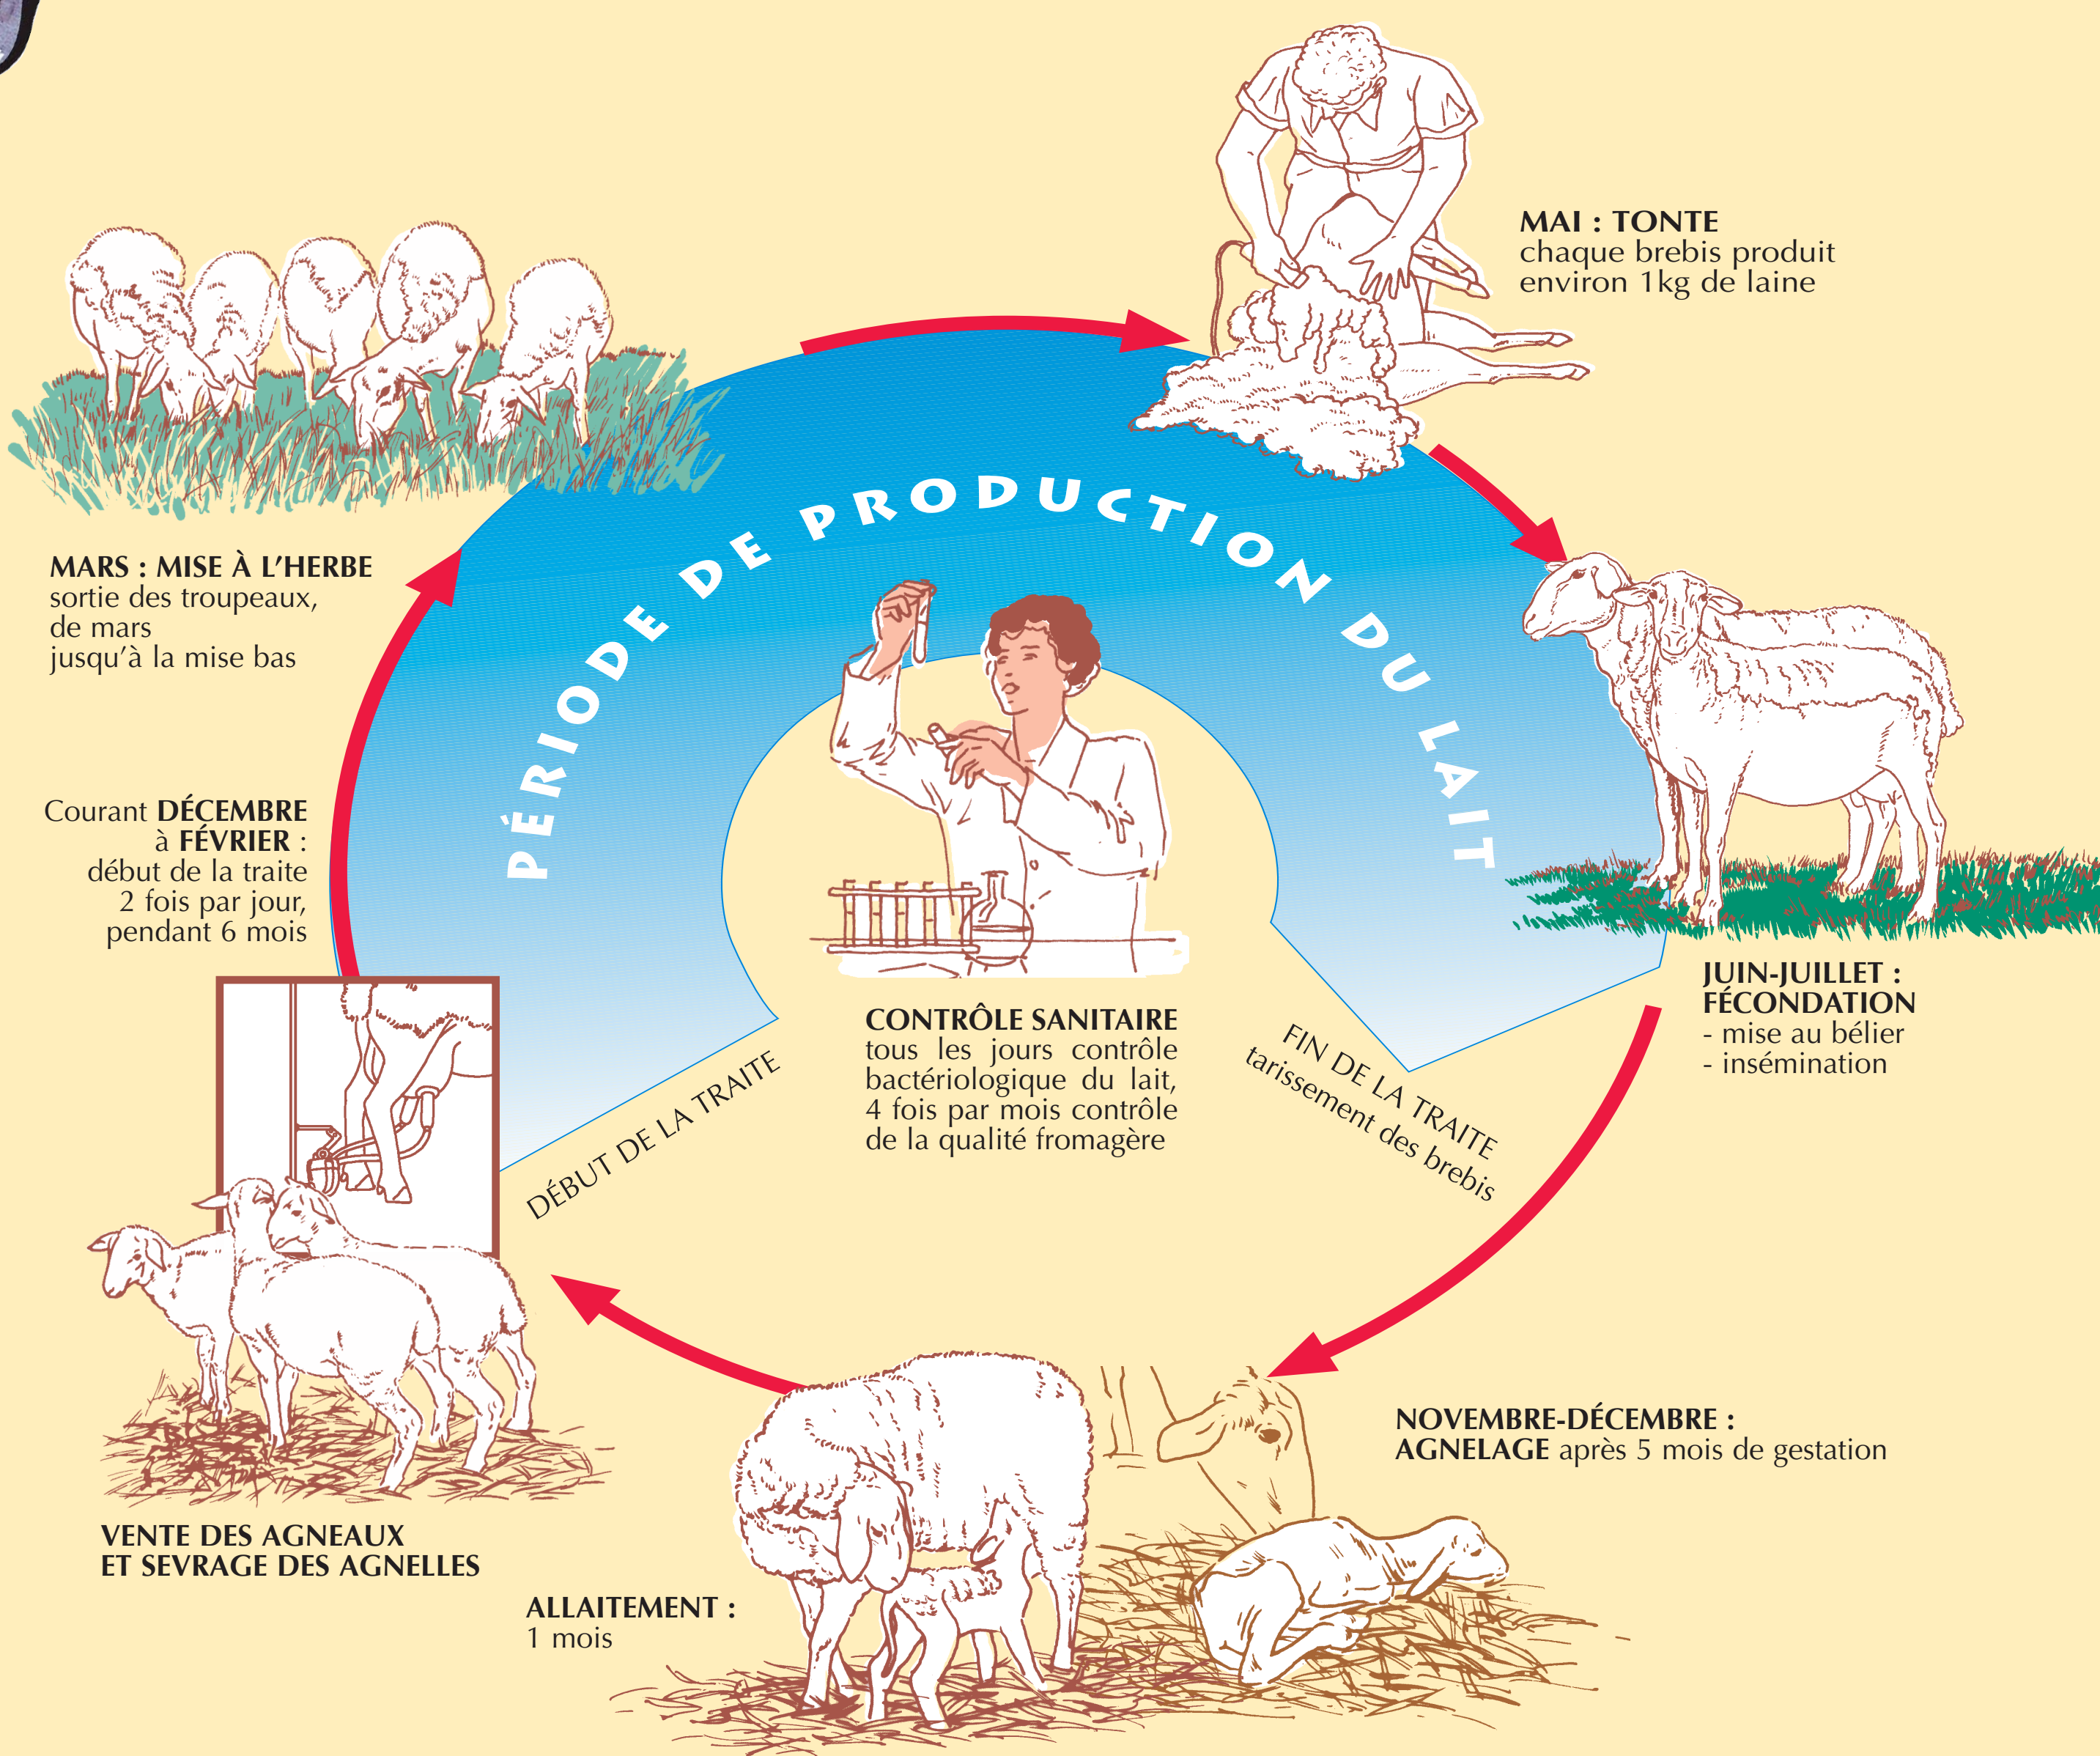 MAI : TONTE
chaque brebis produit
environ 1kg de laine
MARS : MISE À L’HERBE
sortie des troupeaux,
de mars
jusqu’à la mise bas
PÉRIODE DE PRODUCTION DU LAIT
Courant DÉCEMBRE
à FÉVRIER :
début de la traite
2 fois par jour,
pendant 6 mois
JUIN-JUILLET :
FÉCONDATION
- mise au bélier
- insémination
CONTRÔLE SANITAIRE
tous les jours contrôle
bactériologique du lait,
4 fois par mois contrôle
de la qualité fromagère
DÉBUT DE LA TRAITE
FIN DE LA TRAITE
tarissement des brebis
NOVEMBRE-DÉCEMBRE :
AGNELAGE après 5 mois de gestation
VENTE DES AGNEAUX
ET SEVRAGE DES AGNELLES
ALLAITEMENT :
1 mois